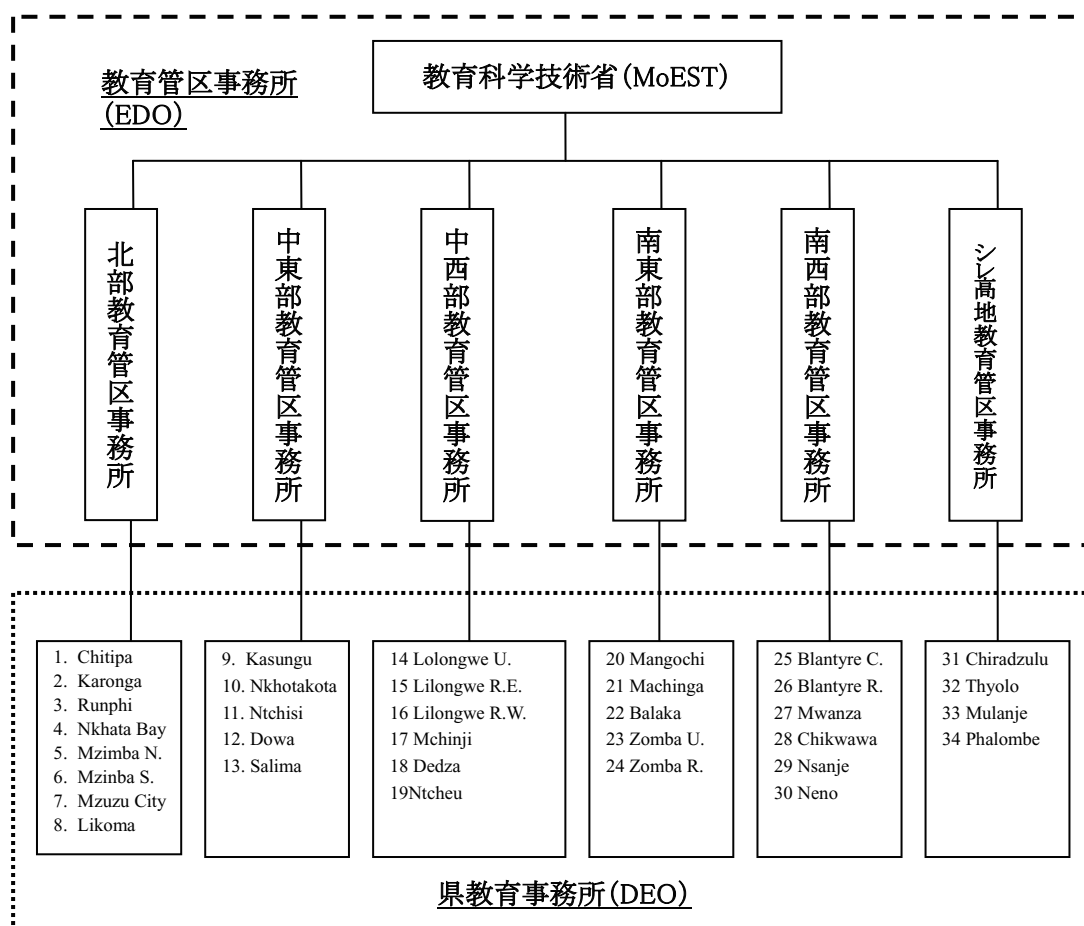 教育科学技術省(MoEST)
教育管区事務所
(EDO)
北部教育管区事務所
中東部教育管区事務所
中西部教育管区事務所
南東部教育管区事務所
南西部教育管区事務所
シレ高地教育管区事務所
1. Chitipa
2. Karonga
3. Runphi
4. Nkhata Bay
5. Mzimba N.
6. Mzinba S.
7. Mzuzu City
8. Likoma
9. Kasungu
10. Nkhotakota
11. Ntchisi
12. Dowa
13. Salima
14 Lolongwe U.
15 Lilongwe R.E.
16 Lilongwe R.W.
17 Mchinji
18 Dedza
19Ntcheu
20 Mangochi
21 Machinga
22 Balaka
23 Zomba U.
24 Zomba R.
25 Blantyre C.
26 Blantyre R.
27 Mwanza
28 Chikwawa
29 Nsanje
30 Neno
31 Chiradzulu
32 Thyolo
33 Mulanje
34 Phalombe
県教育事務所(DEO)